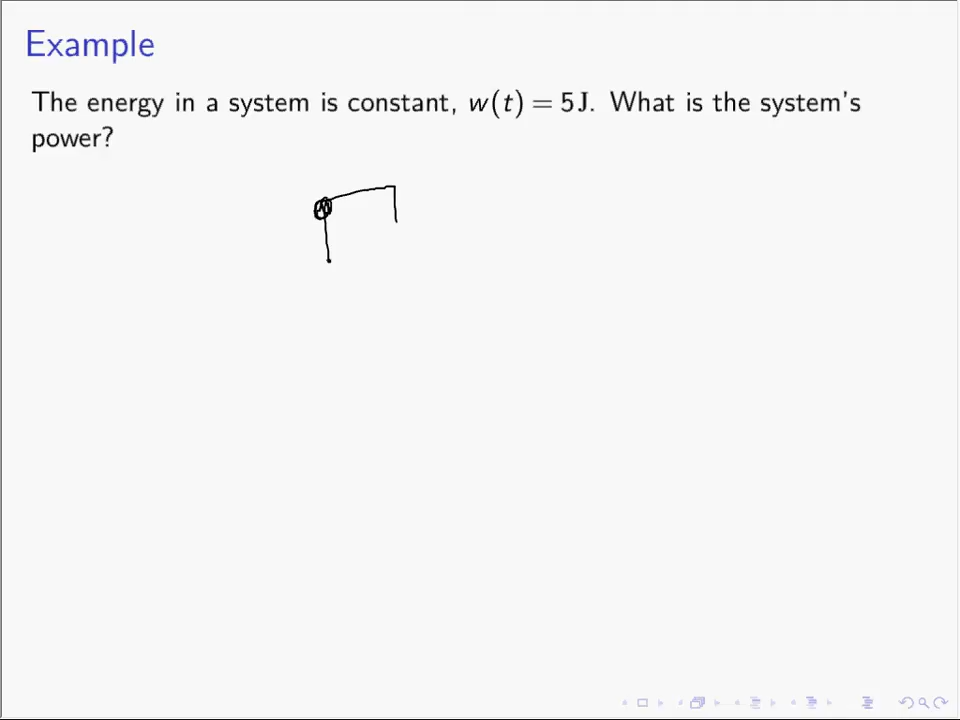 Example
The energy in a system is constant, w(t) = 5 J. What is the system's
power?